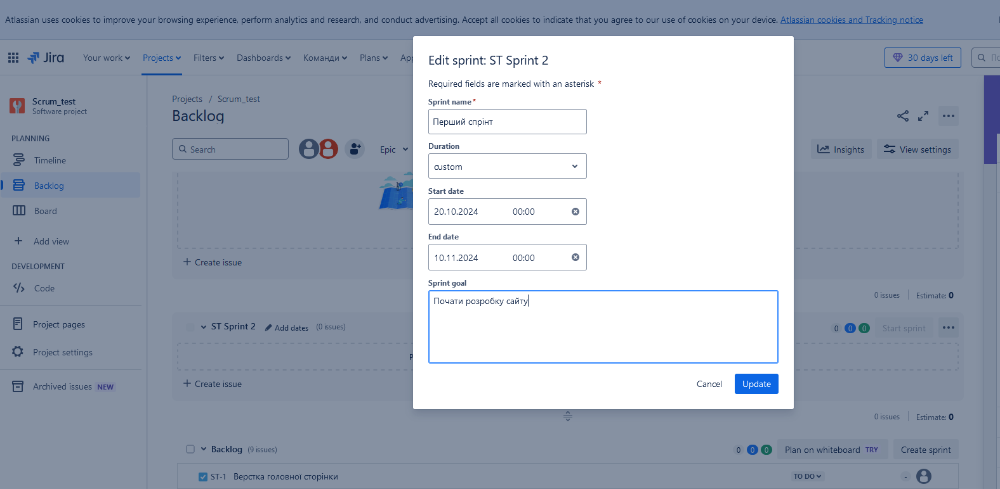 Atlassian uses cookies to improve your browsing experience, perform analytics and research, and conduct advertising. Accept all cookies to indicate that you agree to our use of cookies on your device. Atlassian cookies and Tracking notice
Jira
Your work
Projects
Filters
Dashboards
Команди
Plans
30 days left
Scrum_test
Software project
PLANNING
Timeline
Backlog
Board
Add view
DEVELOPMENT
Code
Project pages
Project settings
Archived issues NEW
Projects / Scrum_test
Backlog
Search
Epic
Insights
View settings
Create issue
0 issues
Estimate: 0
ST Sprint 2
Add dates
(0 issues)
0 0 0
Start sprint
Create issue
0 issues
Estimate: 0
Backlog
(9 issues)
0 0 0
Plan on whiteboard TRY
Create sprint
ST-1 Верстка головної сторінки
TO DO
-
Edit sprint: ST Sprint 2
Required fields are marked with an asterisk *
Sprint name*
Перший спрінт
Duration
custom
Start date
20.10.2024 00:00
End date
10.11.2024 00:00
Sprint goal
Почати розробку сайту
Cancel
Update